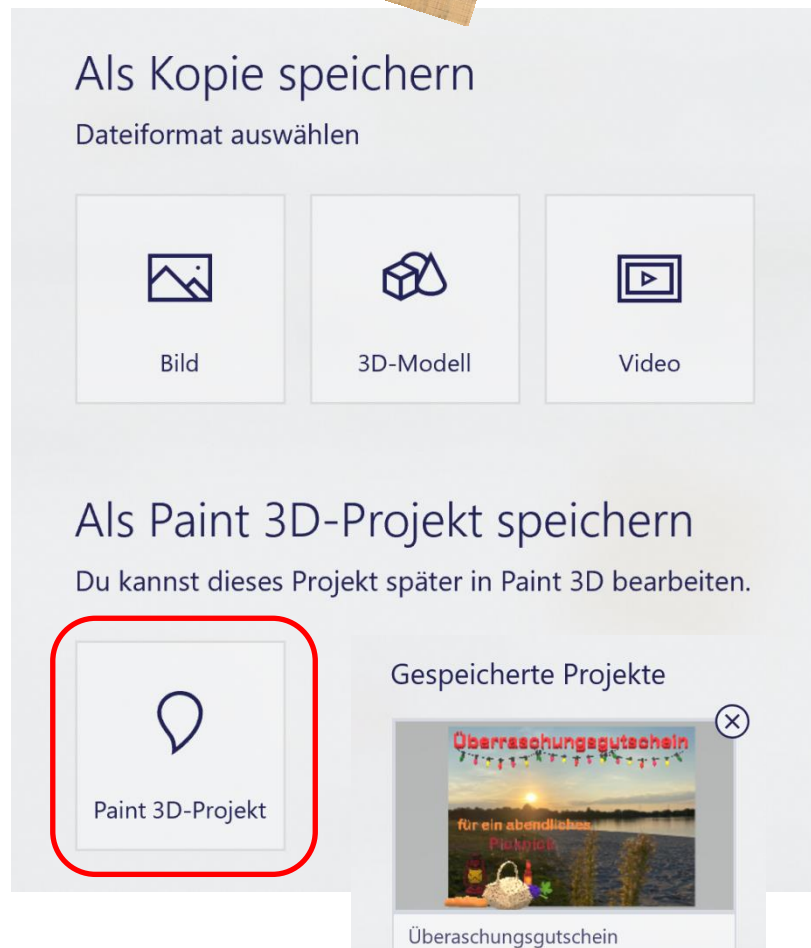 Als Kopie speichern
Dateiformat auswählen
Bild
3D-Modell
Video
Als Paint 3D-Projekt speichern
Du kannst dieses Projekt später in Paint 3D bearbeiten.
Paint 3D-Projekt
Gespeicherte Projekte
Überraschungsgutschein
für ein abendliches
Picknick
Überaschungsgutschein